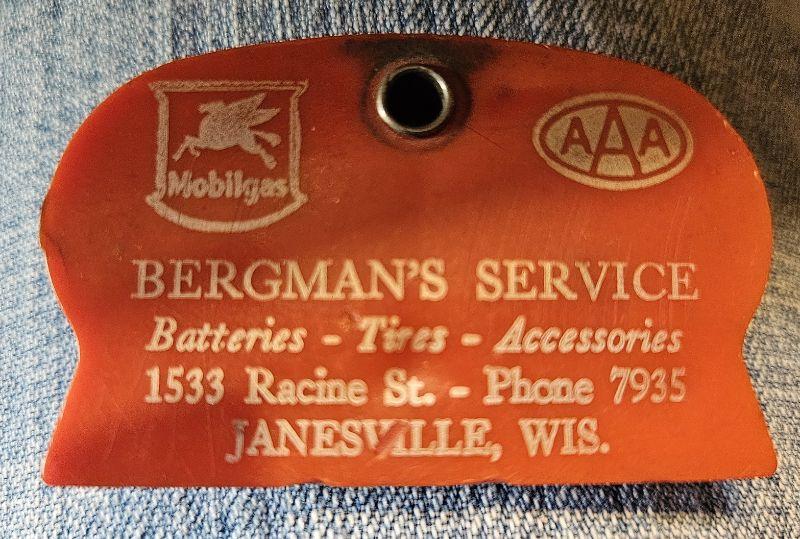 Mobilgas
AAA
BERGMAN'S SERVICE
Batteries - Tires - Accessories
1533 Racine St. - Phone 7935
JANESVILLE, WIS.